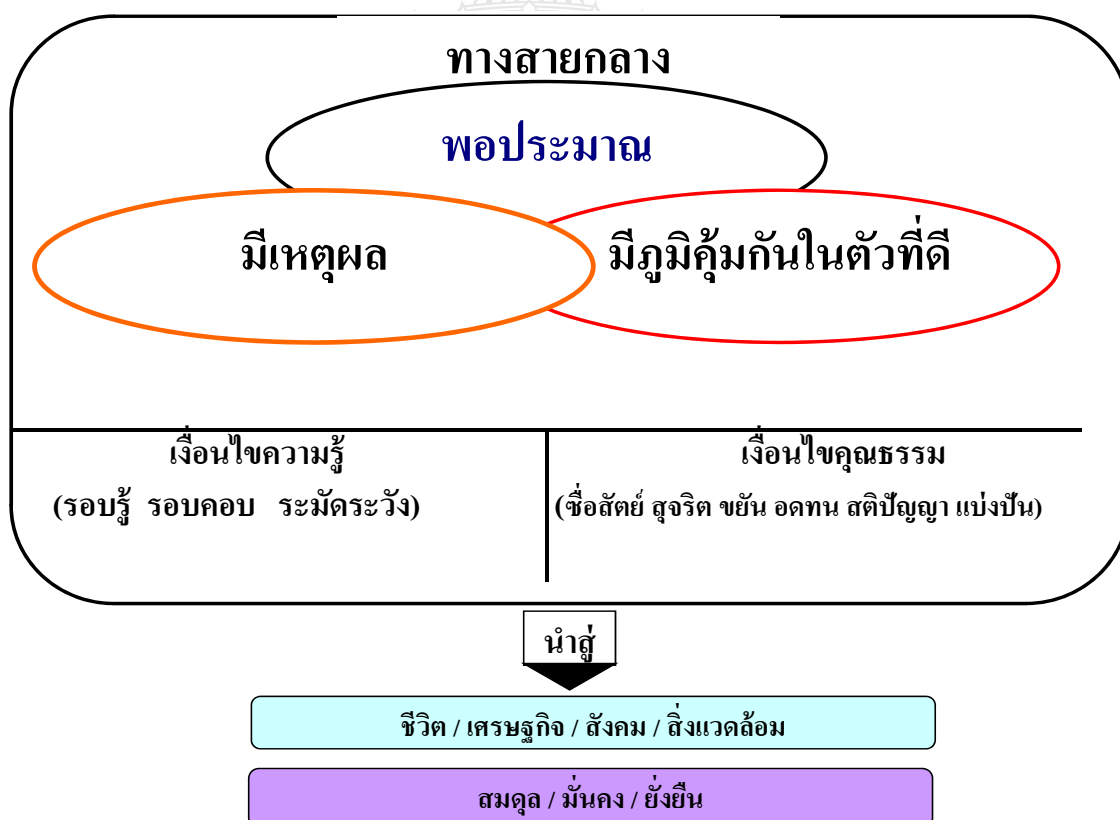 ทางสายกลาง
พอประมาณ
มีเหตุผล
มีภูมิคุ้มกันในตัวที่ดี
เงื่อนไขความรู้
(รอบรู้ รอบคอบ ระมัดระวัง)
เงื่อนไขคุณธรรม
(ซื่อสัตย์ สุจริต ขยัน อดทน สติปัญญา แบ่งปัน)
นำสู่
ชีวิต / เศรษฐกิจ / สังคม / สิ่งแวดล้อม
สมดุล / มั่นคง / ยั่งยืน